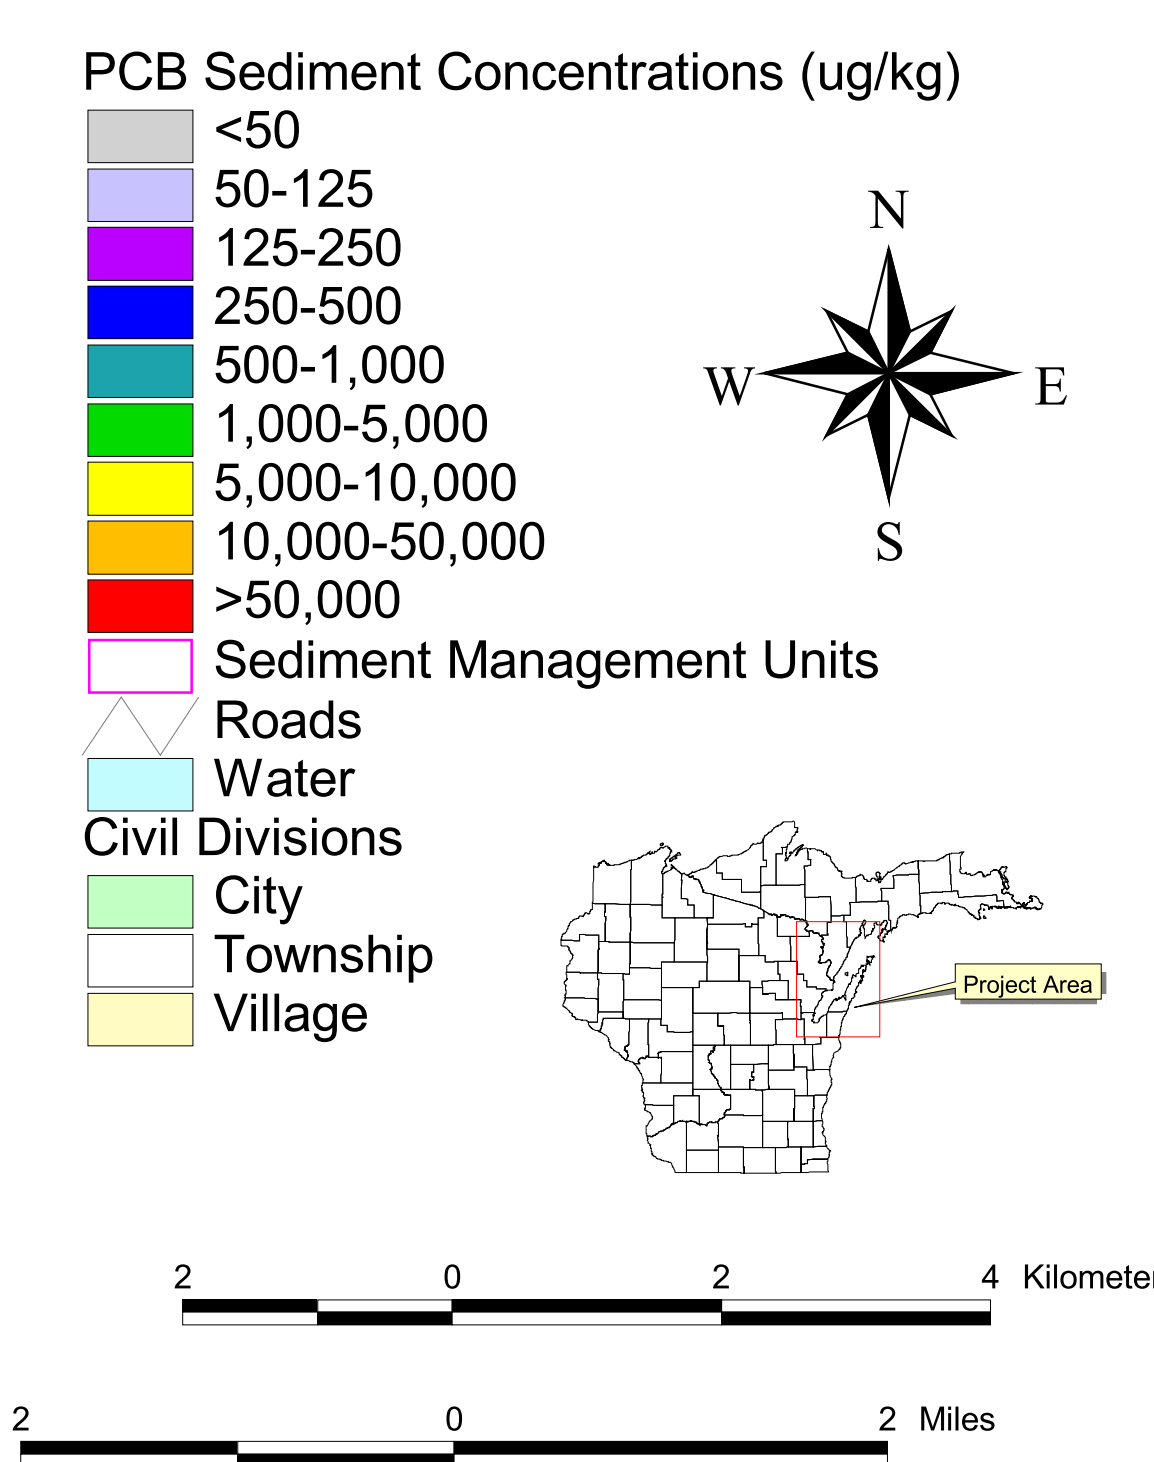 PCB Sediment Concentrations (ug/kg)
<50
50-125
125-250
250-500
500-1,000
1,000-5,000
5,000-10,000
10,000-50,000
>50,000
Sediment Management Units
Roads
Water
Civil Divisions
City
Township
Village
N
W E
S
Project Area
2 0 2 4 Kilomete
2 0 2 Miles